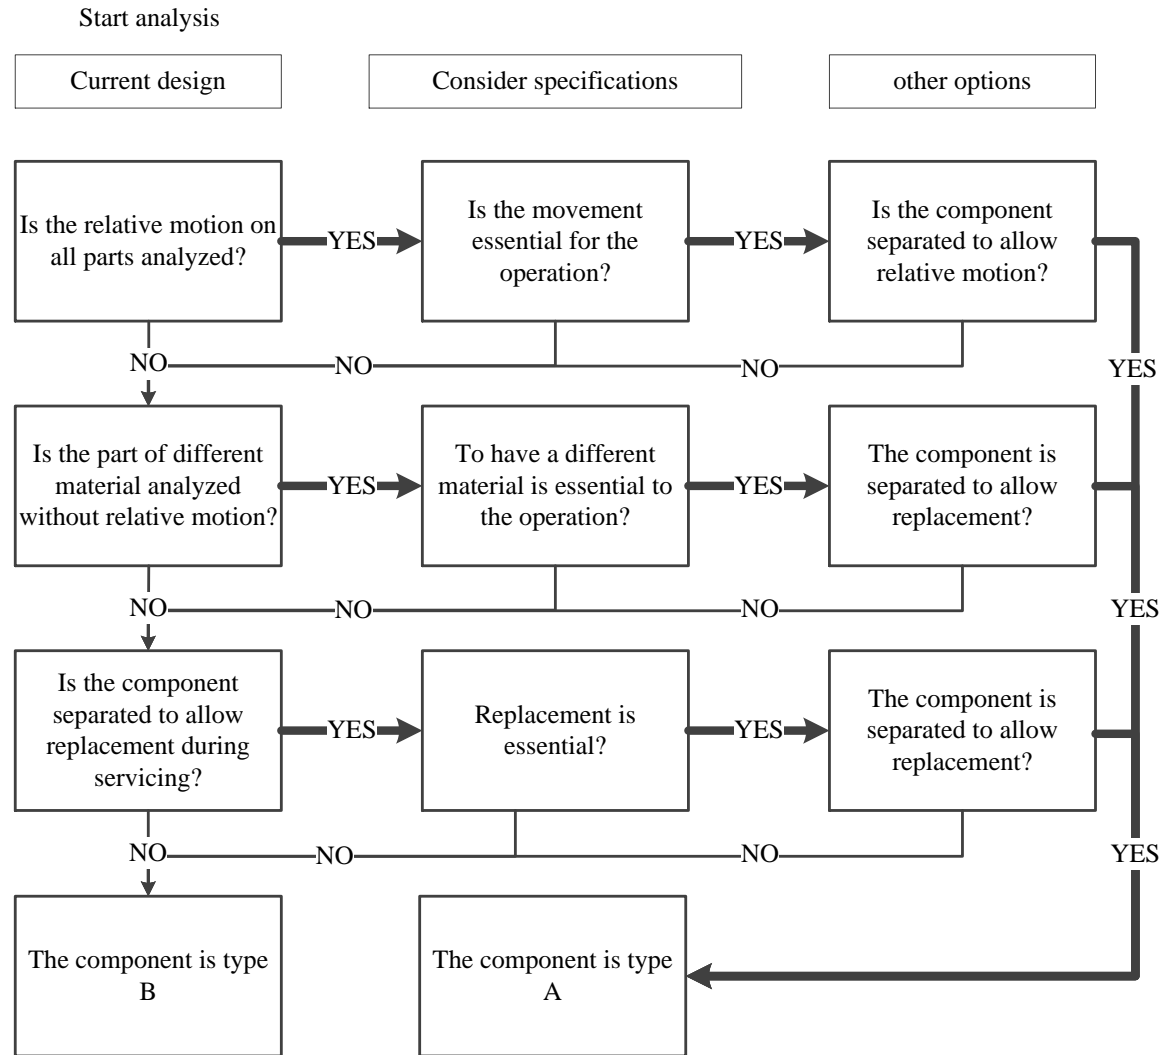 Start analysis
Current design
Consider specifications
other options
Is the relative motion on
all parts analyzed?
YES
Is the movement
essential for the
operation?
YES
Is the component
separated to allow
relative motion?
NO
NO
NO
YES
Is the part of different
material analyzed
without relative motion?
YES
To have a different
material is essential to
the operation?
YES
The component is
separated to allow
replacement?
NO
NO
NO
YES
Is the component
separated to allow
replacement during
servicing?
YES
Replacement is
essential?
YES
The component is
separated to allow
replacement?
NO
NO
NO
YES
The component is type
B
The component is type
A